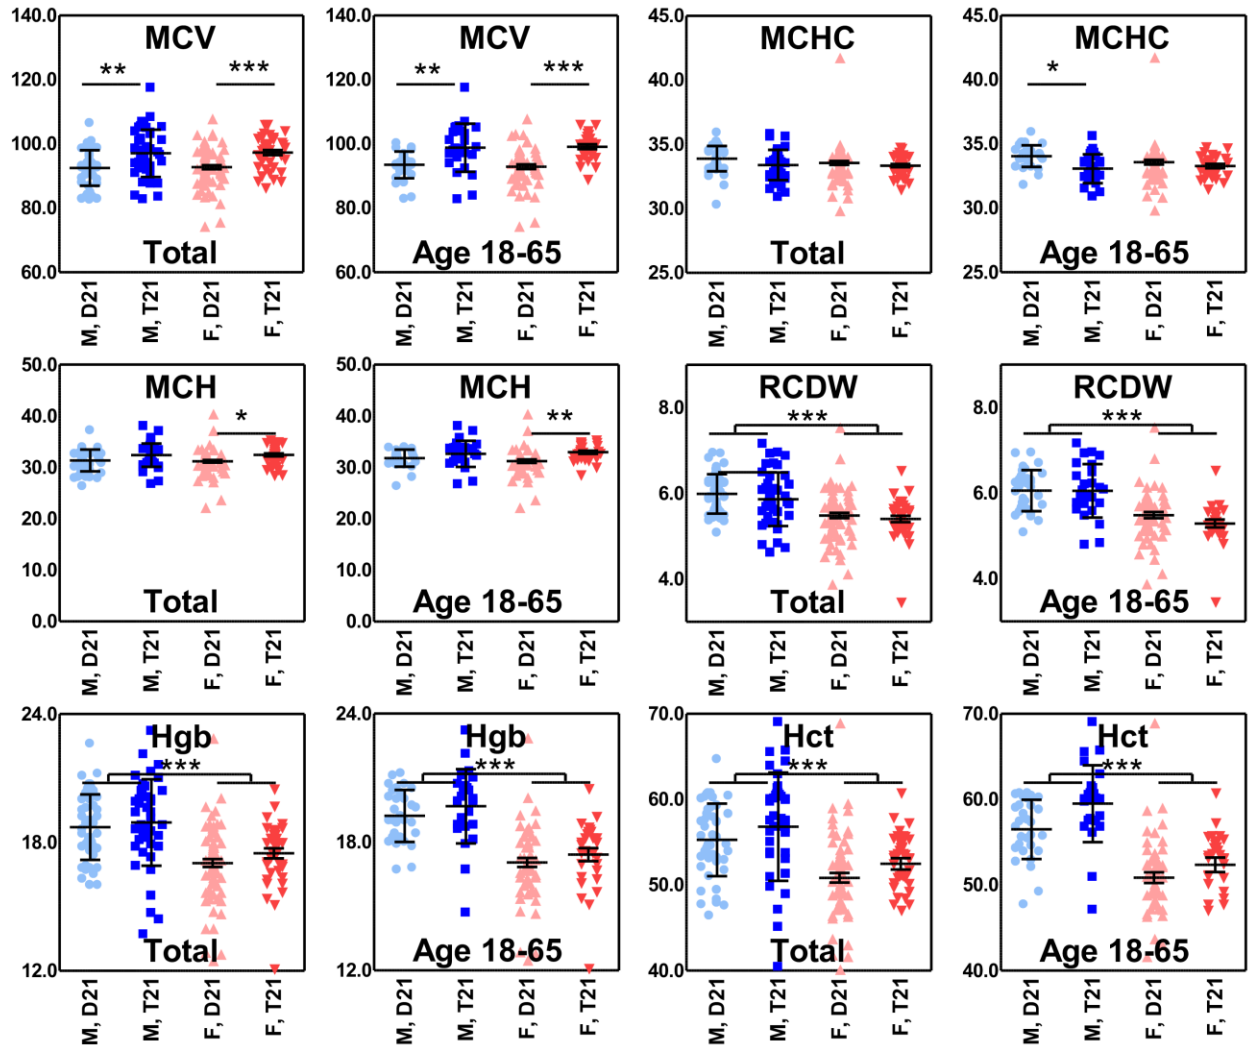 140.0 140.0 45.0 45.0
MCV MCV MCHC MCHC
** *** ** *** *
120.0 120.0 40.0 40.0
100.0 100.0 35.0 35.0
80.0 80.0 30.0 30.0
Total Age 18-65 Total Age 18-65
60.0 60.0 25.0 25.0
M, D21 M, T21 F, D21 F, T21 M, D21 M, T21 F, D21 F, T21 M, D21 M, T21 F, D21 F, T21 M, D21 M, T21 F, D21 F, T21
50.0 50.0
MCH MCH RCDW RCDW
40.0 40.0 8.0 8.0
* ** *** ***
30.0 30.0
6.0 6.0
20.0 20.0
10.0 10.0 4.0 4.0
Total Age 18-65 Total Age 18-65
0.0 0.0
M, D21 M, T21 F, D21 F, T21 M, D21 M, T21 F, D21 F, T21 M, D21 M, T21 F, D21 F, T21 M, D21 M, T21 F, D21 F, T21
24.0 24.0 70.0 70.0
Hgb Hgb Hct Hct
*** *** *** ***
60.0 60.0
18.0 18.0
50.0 50.0
Total Age 18-65 Total Age 18-65
12.0 12.0 40.0 40.0
M, D21 M, T21 F, D21 F, T21 M, D21 M, T21 F, D21 F, T21 M, D21 M, T21 F, D21 F, T21 M, D21 M, T21 F, D21 F, T21